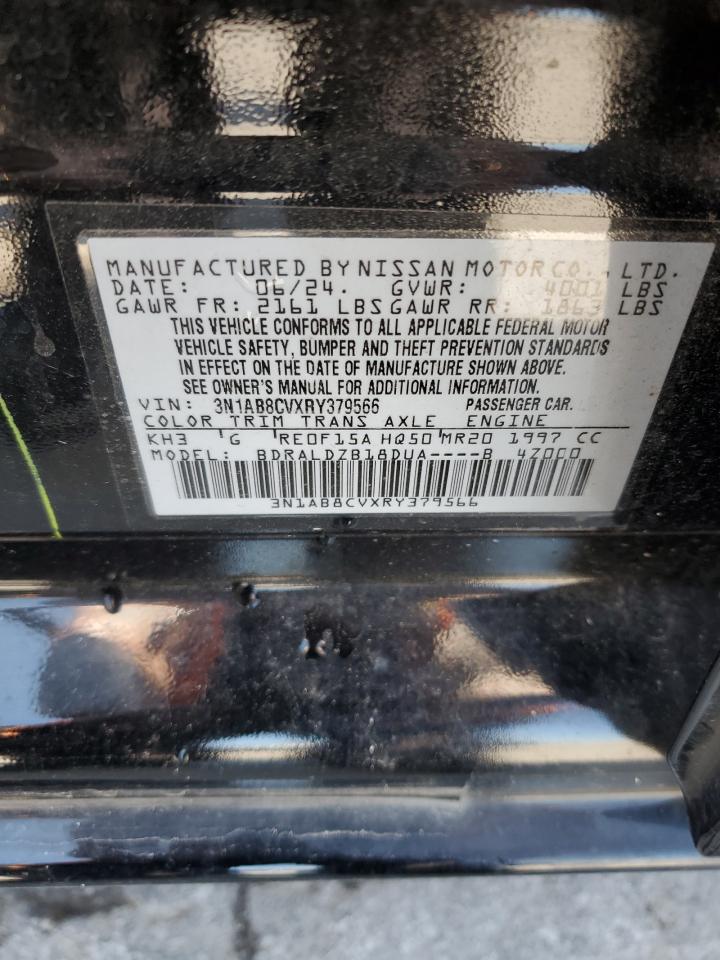 MANUFACTURED BY NISSAN MOTOR CO., LTD.
DATE: 06/24. GVWR: 4001 LBS
GAWR FR: 2161 LBS GAWR RR: 1863 LBS
THIS VEHICLE CONFORMS TO ALL APPLICABLE FEDERAL MOTOR
VEHICLE SAFETY, BUMPER AND THEFT PREVENTION STANDARDS
IN EFFECT ON THE DATE OF MANUFACTURE SHOWN ABOVE.
SEE OWNER'S MANUAL FOR ADDITIONAL INFORMATION.
VIN: 3N1AB8CVXRY379566 PASSENGER CAR.
COLOR TRIM TRANS AXLE ENGINE
KH3 G RE0F15A HQ50 MR20 1997 CC
MODEL: BDRALDZB18DUA----B 4Z000
3N1AB8CVXRY379566